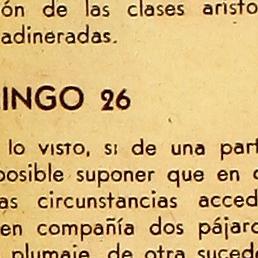 ón de las clases aristo
adineradas.
INGO 26
lo visto, si de una part
posible suponer que en
as circunstancias acced
en compañía dos pájaro
plumaje, de otra sucede